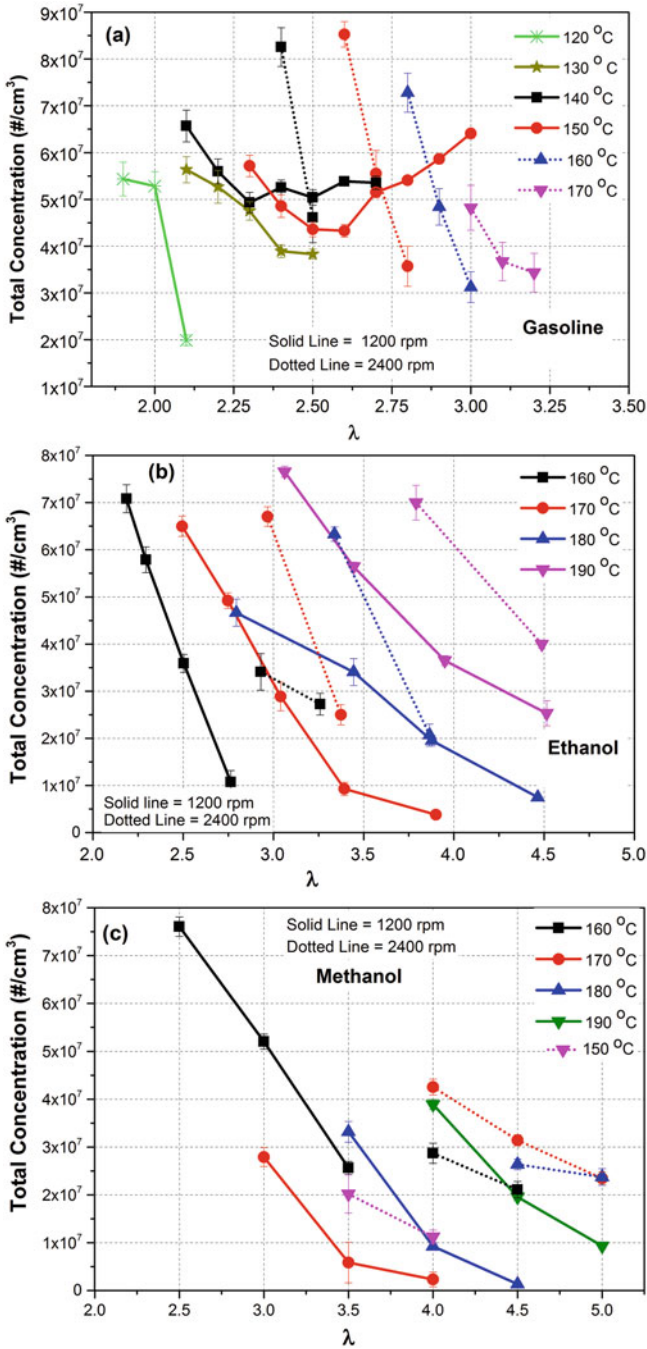 (a)
9x10⁷
8x10⁷
7x10⁷
6x10⁷
5x10⁷
4x10⁷
3x10⁷
2x10⁷
1x10⁷
Total Concentration (#/cm³)
120 °C
130 °C
140 °C
150 °C
160 °C
170 °C
Solid Line = 1200 rpm
Dotted Line = 2400 rpm
Gasoline
2.00 2.25 2.50 2.75 3.00 3.25 3.50
λ
(b)
8x10⁷
7x10⁷
6x10⁷
5x10⁷
4x10⁷
3x10⁷
2x10⁷
1x10⁷
0
Total Concentration (#/cm³)
160 °C
170 °C
180 °C
190 °C
Ethanol
Solid line = 1200 rpm
Dotted Line = 2400 rpm
2.0 2.5 3.0 3.5 4.0 4.5 5.0
λ
(c)
8x10⁷
7x10⁷
6x10⁷
5x10⁷
4x10⁷
3x10⁷
2x10⁷
1x10⁷
0
Total Concentration (#/cm³)
Solid Line = 1200 rpm
Dotted Line = 2400 rpm
Methanol
160 °C
170 °C
180 °C
190 °C
150 °C
2.0 2.5 3.0 3.5 4.0 4.5 5.0
λ